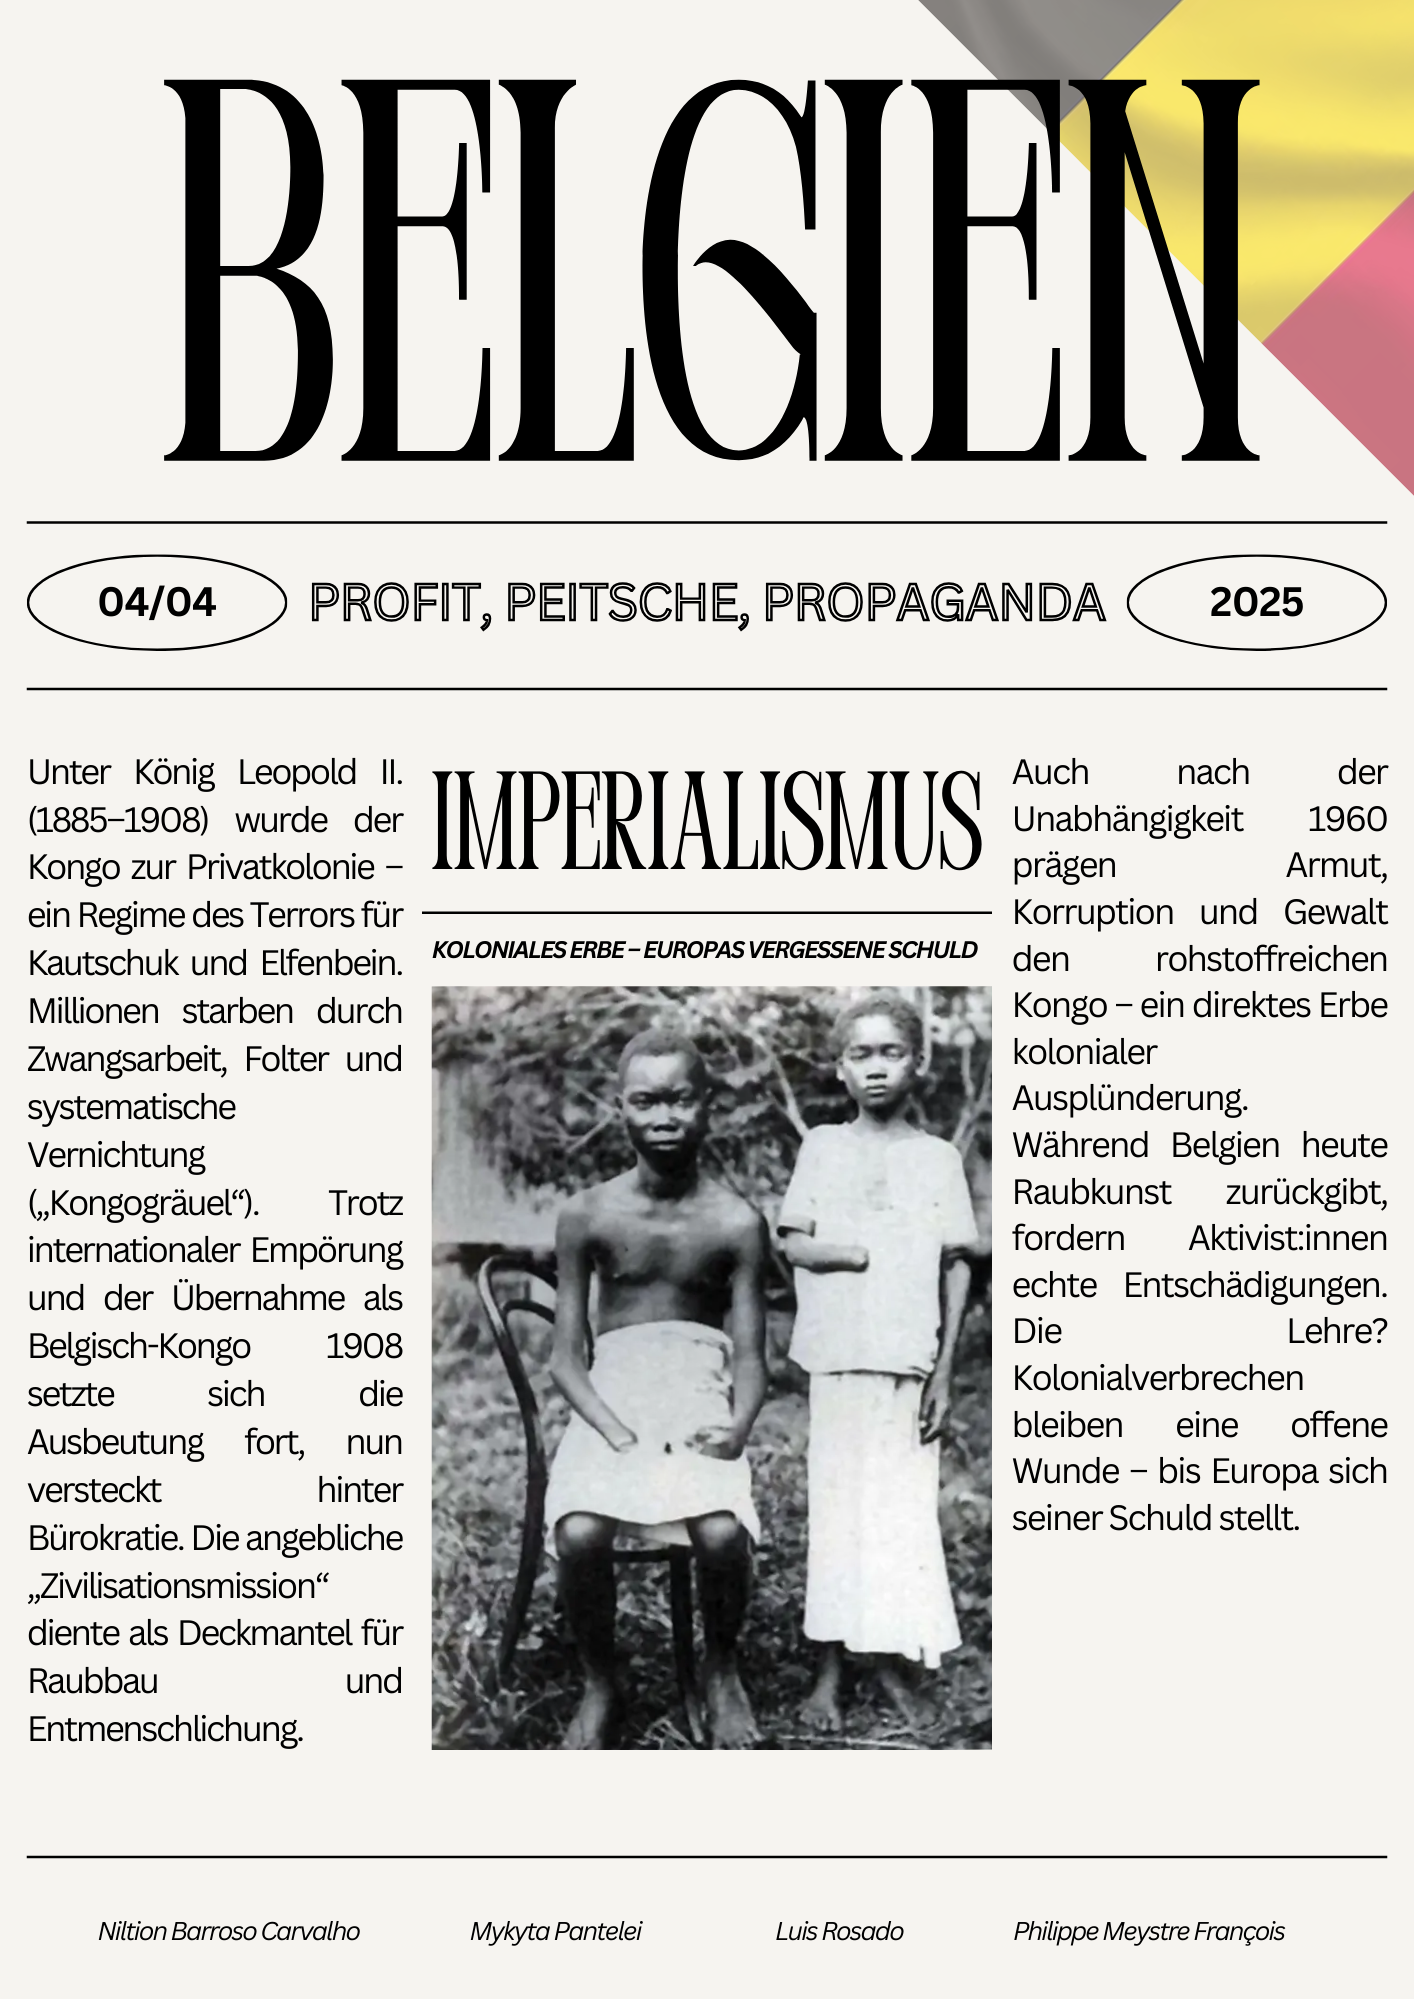 BELGIEN
04/04
PROFIT, PEITSCHE, PROPAGANDA
2025
Unter König Leopold II.
(1885–1908) wurde der
Kongo zur Privatkolonie –
ein Regime des Terrors für
Kautschuk und Elfenbein.
Millionen starben durch
Zwangsarbeit, Folter und
systematische
Vernichtung
(„Kongogräuel“). Trotz
internationaler Empörung
und der Übernahme als
Belgisch-Kongo 1908
setzte sich die
Ausbeutung fort, nun
versteckt hinter
Bürokratie. Die angebliche
„Zivilisationsmission“
diente als Deckmantel für
Raubbau und
Entmenschlichung.
IMPERIALISMUS
KOLONIALES ERBE – EUROPAS VERGESSENE SCHULD
Auch nach der
Unabhängigkeit 1960
prägen Armut,
Korruption und Gewalt
den rohstoffreichen
Kongo – ein direktes Erbe
kolonialer
Ausplünderung.
Während Belgien heute
Raubkunst zurückgibt,
fordern Aktivist:innen
echte Entschädigungen.
Die Lehre?
Kolonialverbrechen
bleiben eine offene
Wunde – bis Europa sich
seiner Schuld stellt.
Niltion Barroso Carvalho
Mykyta Pantelei
Luis Rosado
Philippe Meystre François